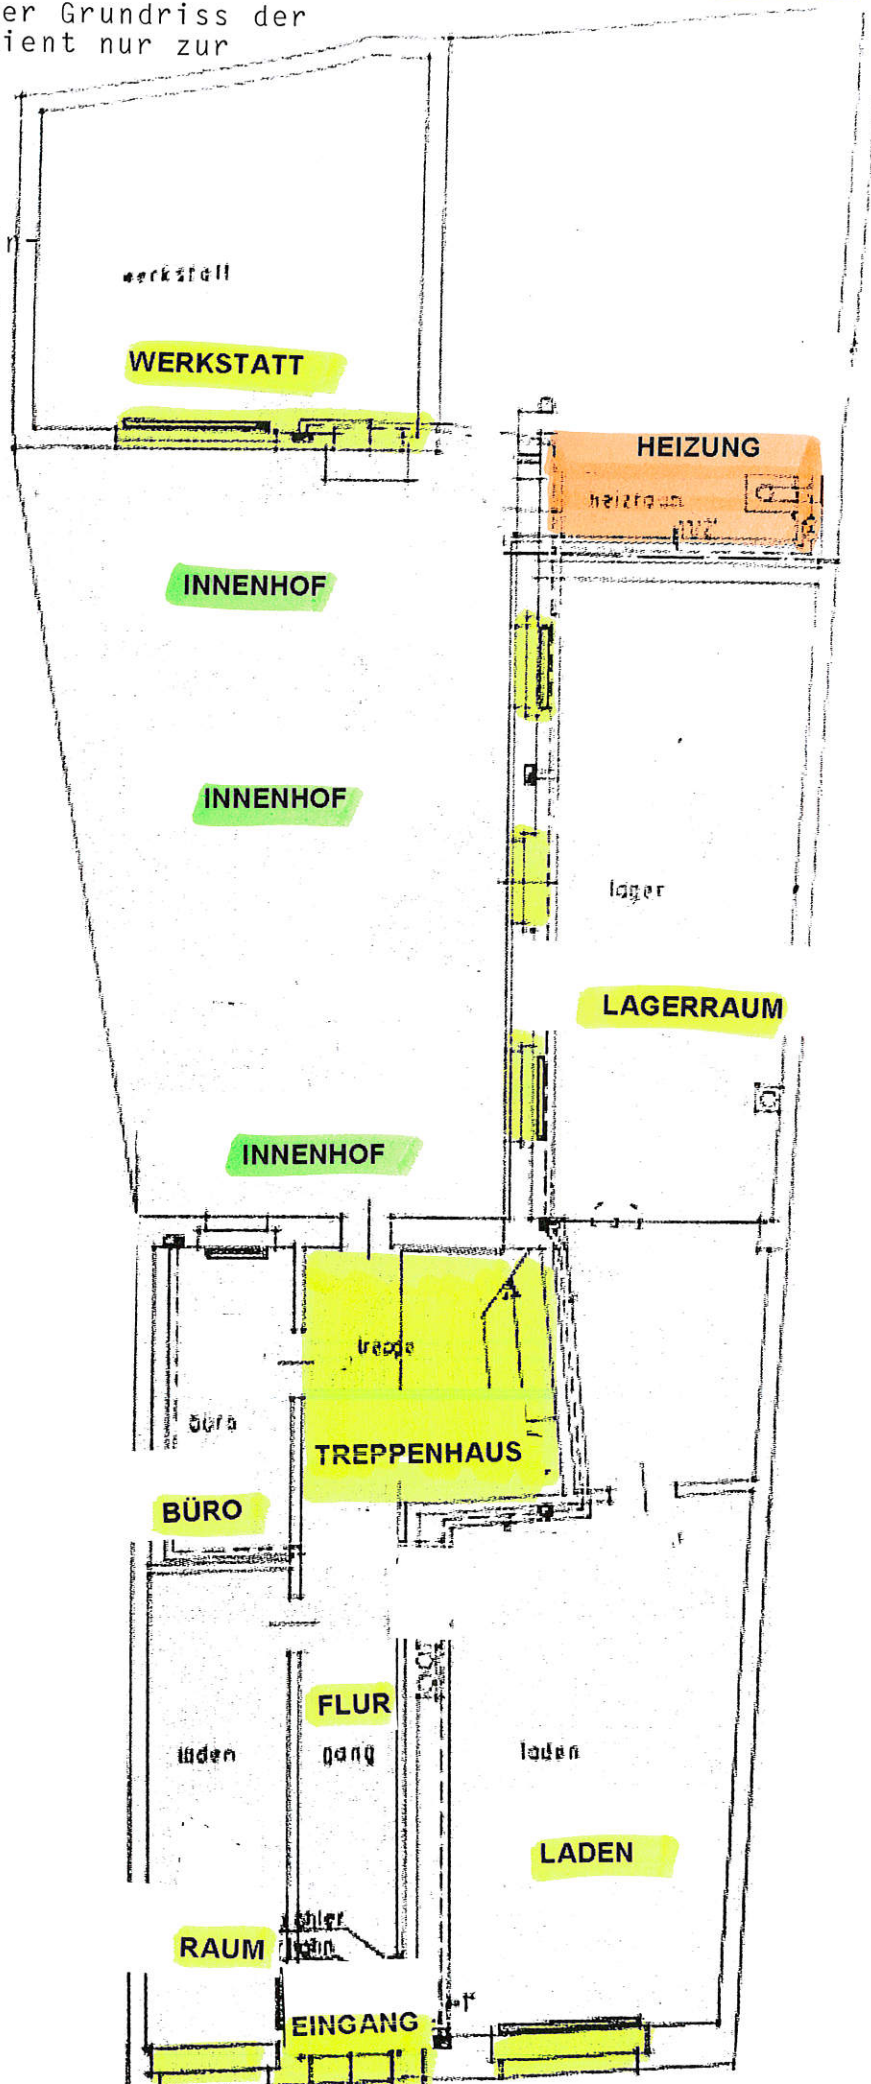 er Grundriss der
ient nur zur
werkstatt
WERKSTATT
HEIZUNG
heizraum
INNENHOF
INNENHOF
lager
LAGERRAUM
INNENHOF
treppe
büro
TREPPENHAUS
BÜRO
FLUR
laden
gang
laden
LADEN
zähler
RAUM
EINGANG